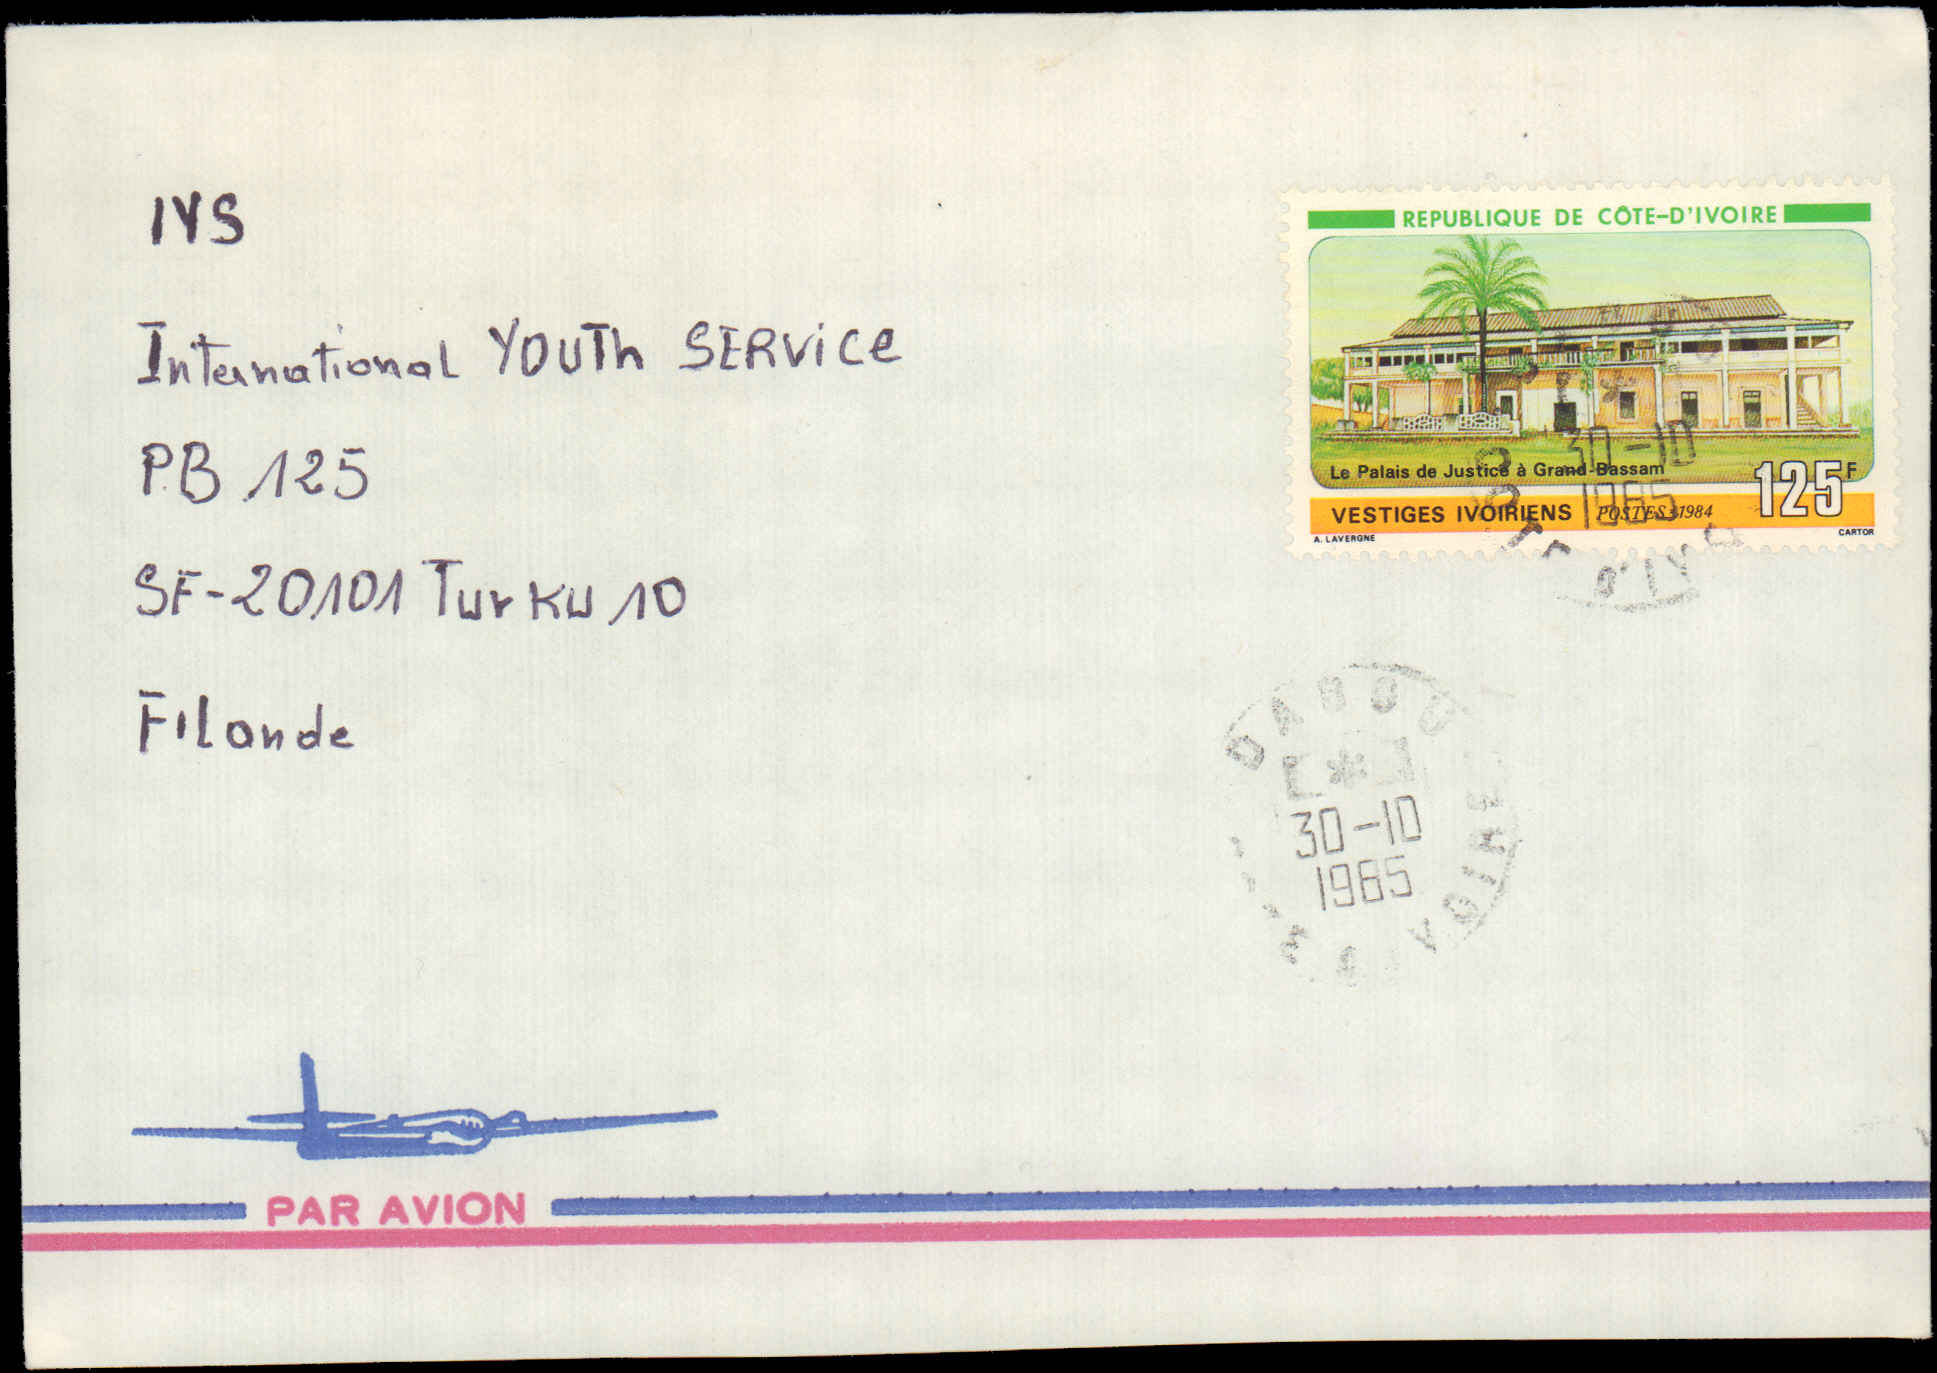 IYS
International YOUTh SERVice
P.B 125
SF-20101 Turku 10
Filande
REPUBLIQUE DE CÔTE-D'IVOIRE
Le Palais de Justice à Grand-Bassam
125F
VESTIGES IVOIRIENS POSTES 1984
A. LAVERGNE
CARTOR
30-10
1985
DABOU
30-10
1985
PAR AVION